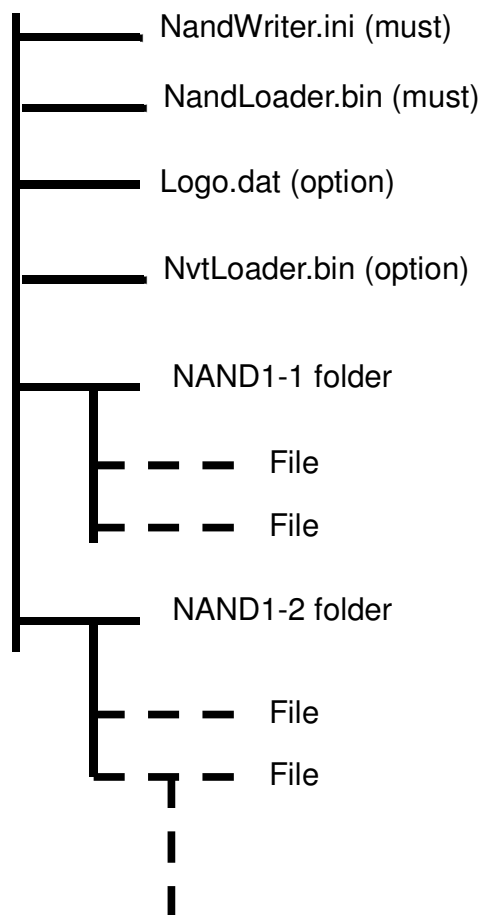 NandWriter.ini (must)
NandLoader.bin (must)
Logo.dat (option)
NvtLoader.bin (option)
NAND1-1 folder
File
File
NAND1-2 folder
File
File